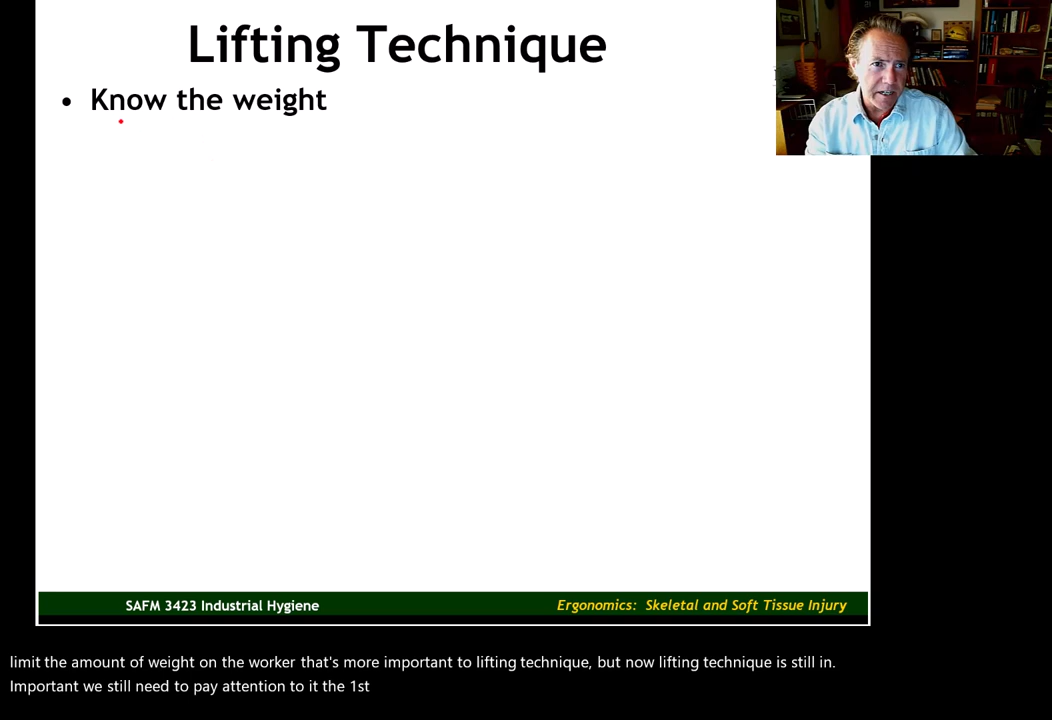 Lifting Technique
• Know the weight
SAFM 3423 Industrial Hygiene
Ergonomics: Skeletal and Soft Tissue Injury
limit the amount of weight on the worker that's more important to lifting technique, but now lifting technique is still in.
Important we still need to pay attention to it the 1st